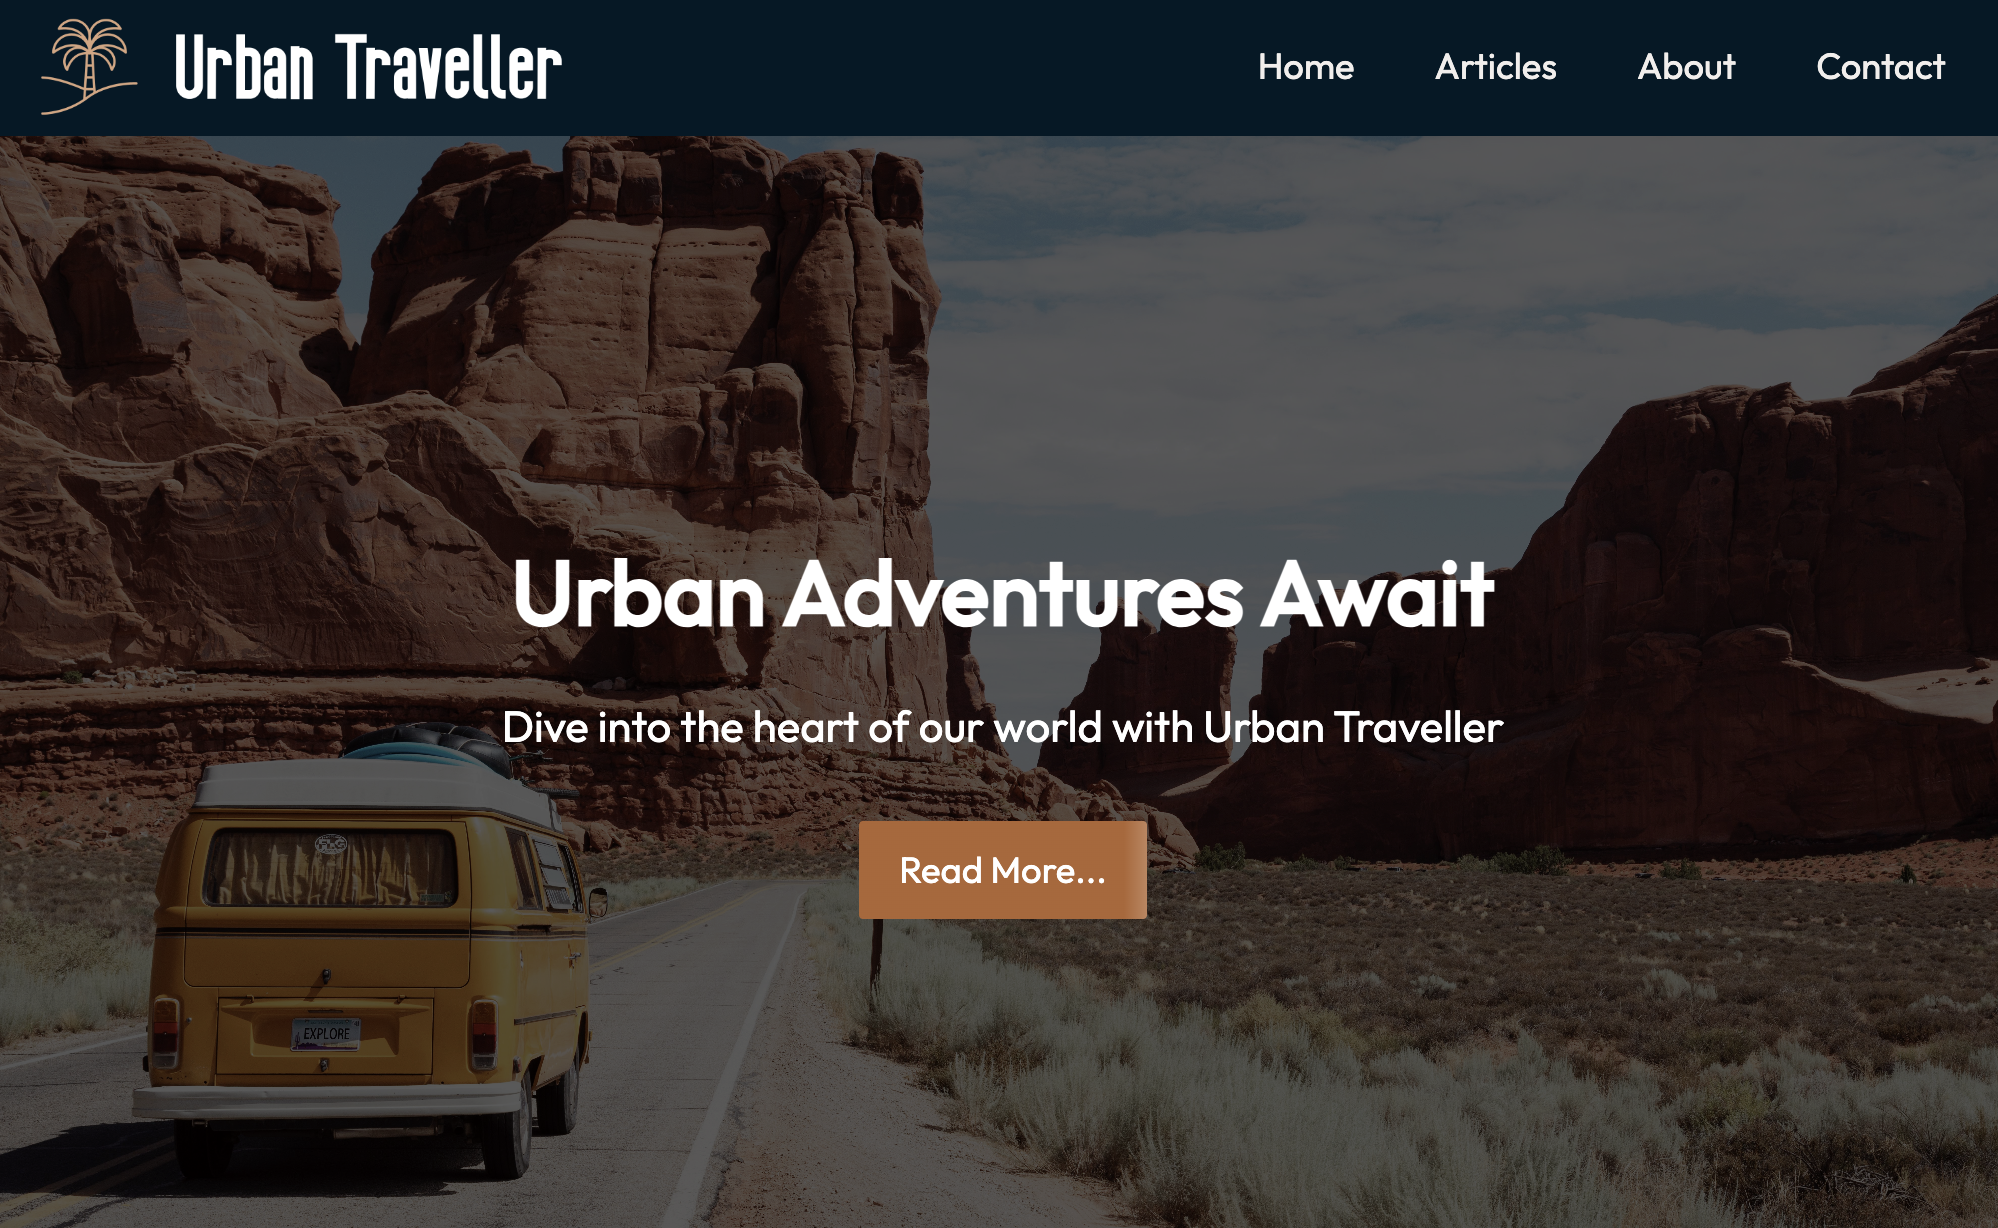 Urban Traveller
Home
Articles
About
Contact
Urban Adventures Await
Dive into the heart of our world with Urban Traveller
Read More...
EXPLORE